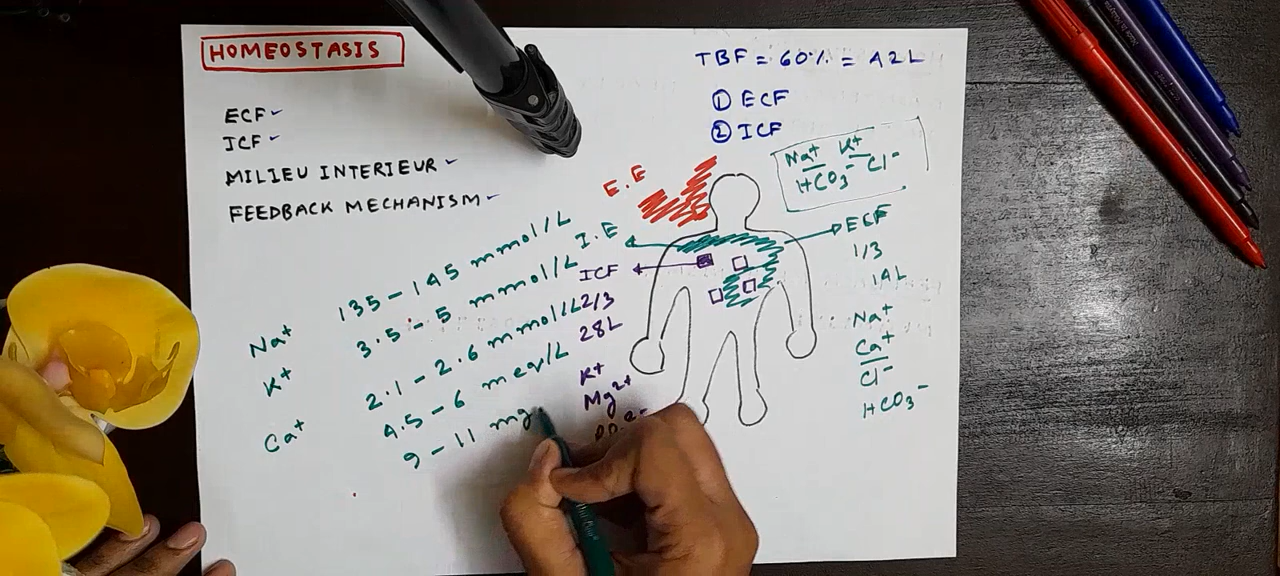 HOMEOSTASIS
ECF
ICF
MILIEU INTERIEUR
FEEDBACK MECHANISM
TBF = 60% = 42L
① ECF
② ICF
Na+ K+
HCO3- Cl-
E.E
I.E
ICF
2/3
28L
K+
Mg2+
ECF
1/3
14L
Na+
Ca+
Cl-
HCO3-
Na+ 135-145 mmol/L
K+ 3.5-5 mmol/L
Ca+ 2.1-2.6 mmol/L
4.5-6 meq/L
9-11 mg